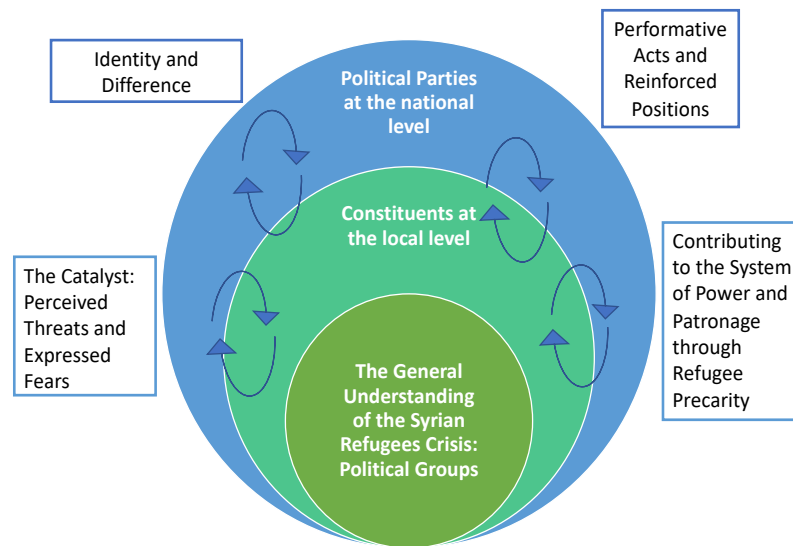 Identity and
Difference
Performative
Acts and
Reinforced
Positions
Political Parties
at the national
level
Constituents at
the local level
The Catalyst:
Perceived
Threats and
Expressed
Fears
Contributing
to the System
of Power and
Patronage
through
Refugee
Precarity
The General
Understanding
of the Syrian
Refugees Crisis:
Political Groups